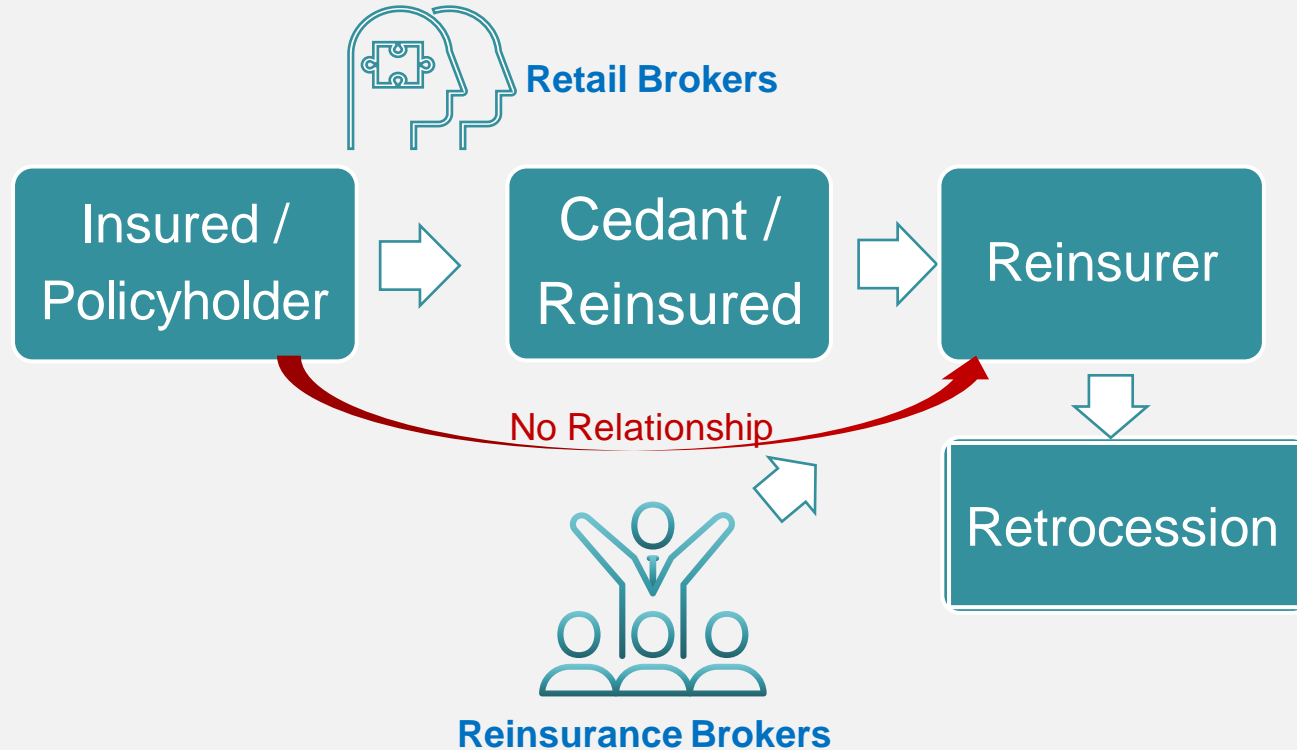 Retail Brokers
Insured /
Policyholder
Cedant /
Reinsured
Reinsurer
No Relationship
Retrocession
Reinsurance Brokers